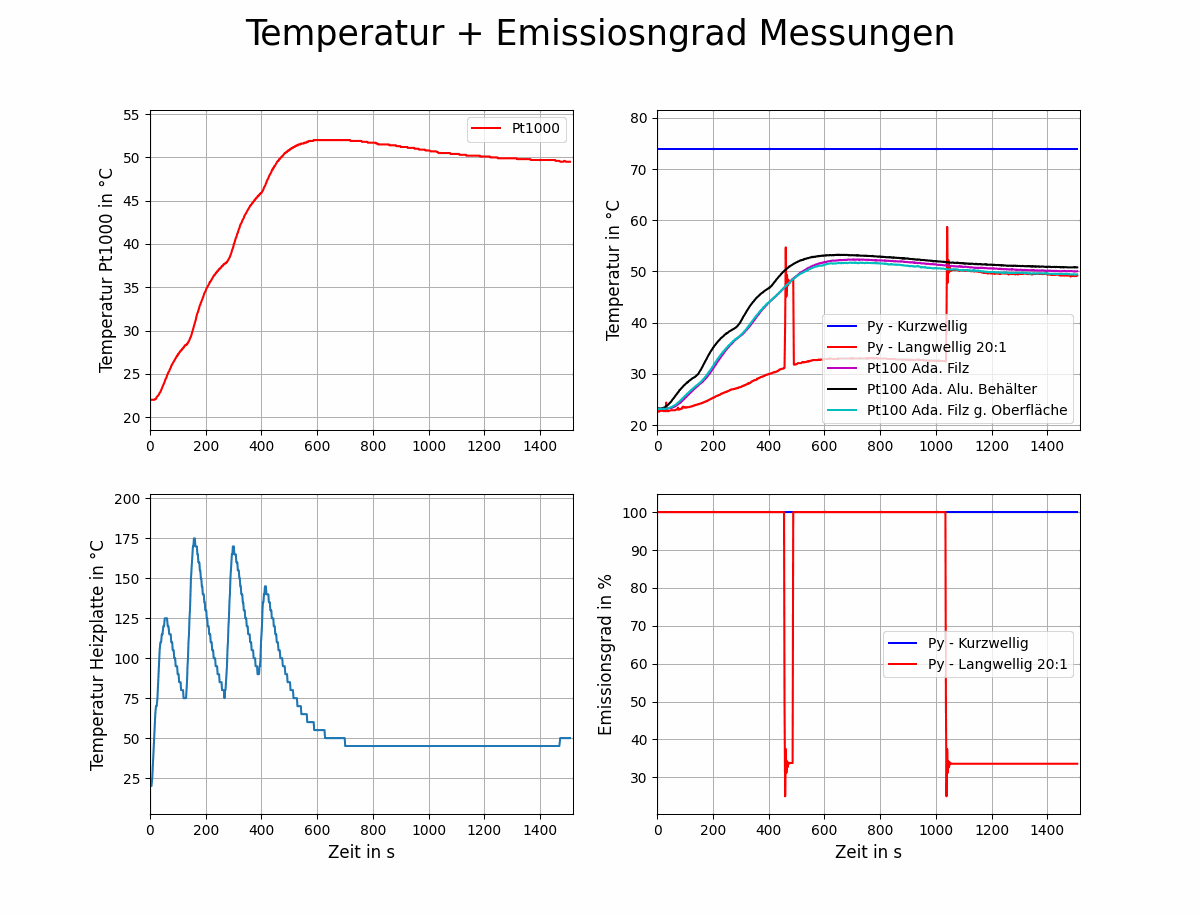 Temperatur + Emissiosngrad Messungen
Temperatur Pt1000 in °C
55
50
45
40
35
30
25
20
Pt1000
0 200 400 600 800 1000 1200 1400
Temperatur in °C
80
70
60
50
40
30
20
Py - Kurzwellig
Py - Langwellig 20:1
Pt100 Ada. Filz
Pt100 Ada. Alu. Behälter
Pt100 Ada. Filz g. Oberfläche
0 200 400 600 800 1000 1200 1400
Temperatur Heizplatte in °C
200
175
150
125
100
75
50
25
0 200 400 600 800 1000 1200 1400
Zeit in s
Emissionsgrad in %
100
90
80
70
60
50
40
30
Py - Kurzwellig
Py - Langwellig 20:1
0 200 400 600 800 1000 1200 1400
Zeit in s